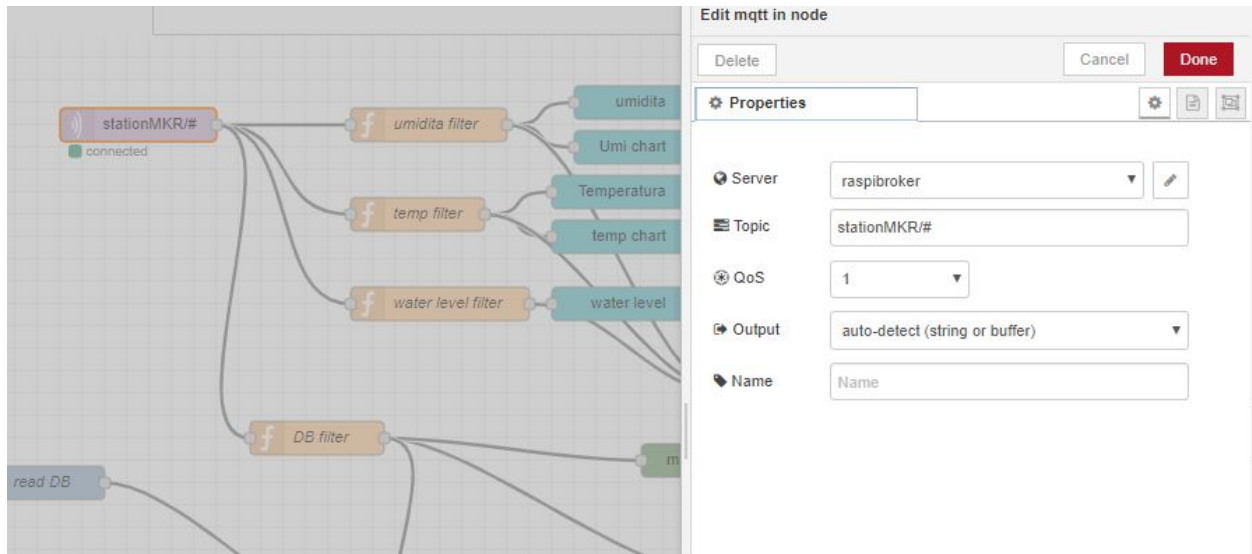 Edit mqtt in node
Delete
Cancel
Done
Properties
Server
raspibroker
Topic
stationMKR/#
QoS
1
Output
auto-detect (string or buffer)
Name
Name
stationMKR/#
connected
umidita filter
temp filter
water level filter
DB filter
read DB
umidita
Umi chart
Temperatura
temp chart
water level
m